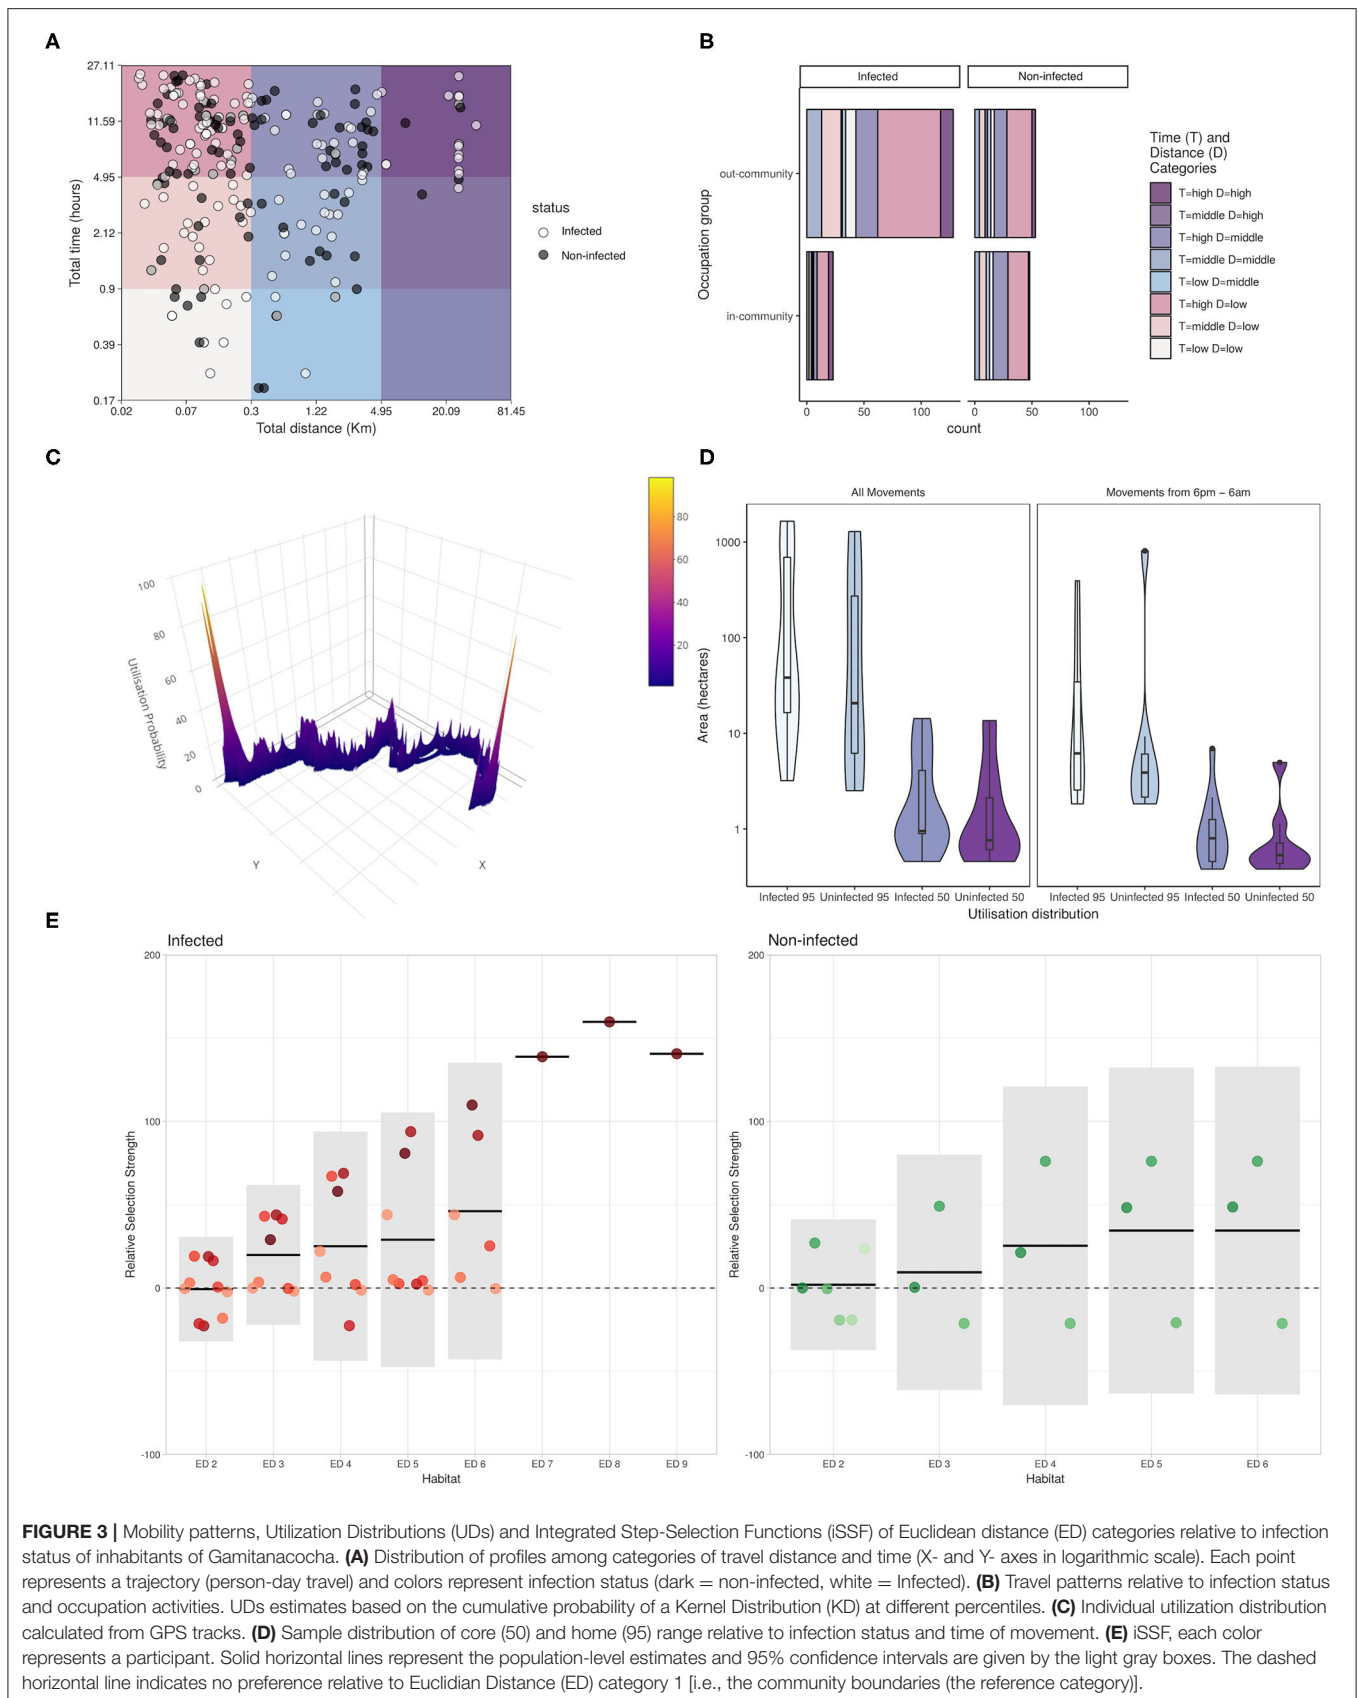 A
27.11
11.59
4.95
2.12
0.9
0.39
0.17
Total time (hours)
0.02
0.07
0.3
1.22
4.95
20.09
81.45
Total distance (Km)
status
Infected
Non-infected
B
Infected
Non-infected
Occupation group
out-community
in-community
0
50
100
0
50
100
count
Time (T) and
Distance (D)
Categories
T=high D=high
T=middle D=high
T=high D=middle
T=middle D=middle
T=low D=middle
T=high D=low
T=middle D=low
T=low D=low
C
100
80
60
40
20
0
Utilisation Probability
Y
X
80
60
40
20
D
All Movements
Movements from 6pm – 6am
1000
100
10
1
Area (hectares)
Infected 95
Uninfected 95
Infected 50
Uninfected 50
Infected 95
Uninfected 95
Infected 50
Uninfected 50
Utilisation distribution
E
Infected
200
100
0
-100
Relative Selection Strength
ED 2
ED 3
ED 4
ED 5
ED 6
ED 7
ED 8
ED 9
Habitat
Non-infected
200
100
0
-100
Relative Selection Strength
ED 2
ED 3
ED 4
ED 5
ED 6
Habitat
FIGURE 3 | Mobility patterns, Utilization Distributions (UDs) and Integrated Step-Selection Functions (iSSF) of Euclidean distance (ED) categories relative to infection
status of inhabitants of Gamitanacocha. (A) Distribution of profiles among categories of travel distance and time (X- and Y- axes in logarithmic scale). Each point
represents a trajectory (person-day travel) and colors represent infection status (dark = non-infected, white = Infected). (B) Travel patterns relative to infection status
and occupation activities. UDs estimates based on the cumulative probability of a Kernel Distribution (KD) at different percentiles. (C) Individual utilization distribution
calculated from GPS tracks. (D) Sample distribution of core (50) and home (95) range relative to infection status and time of movement. (E) iSSF, each color
represents a participant. Solid horizontal lines represent the population-level estimates and 95% confidence intervals are given by the light gray boxes. The dashed
horizontal line indicates no preference relative to Euclidian Distance (ED) category 1 [i.e., the community boundaries (the reference category)].